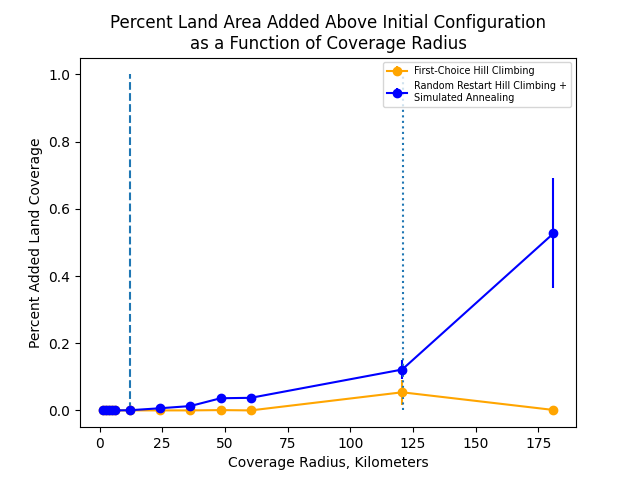 Percent Land Area Added Above Initial Configuration
as a Function of Coverage Radius
First-Choice Hill Climbing
Random Restart Hill Climbing +
Simulated Annealing
Percent Added Land Coverage
1.0
0.8
0.6
0.4
0.2
0.0
0 25 50 75 100 125 150 175
Coverage Radius, Kilometers